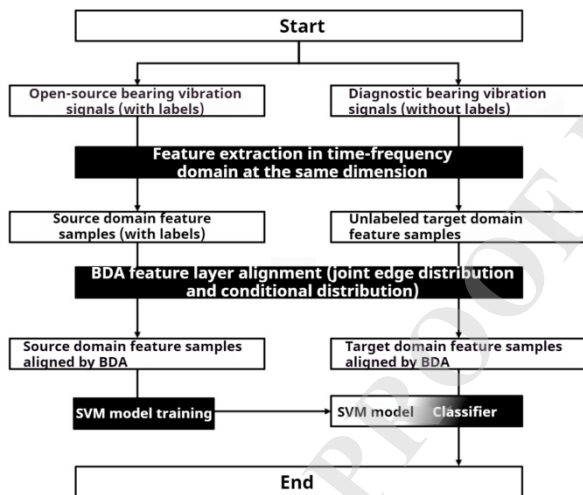 Start
Open-source bearing vibration
signals (with labels)
Diagnostic bearing vibration
signals (without labels)
Feature extraction in time-frequency
domain at the same dimension
Source domain feature
samples (with labels)
Unlabeled target domain
feature samples
BDA feature layer alignment (joint edge distribution
and conditional distribution)
Source domain feature samples
aligned by BDA
Target domain feature samples
aligned by BDA
SVM model training
SVM model Classifier
End
PROOF